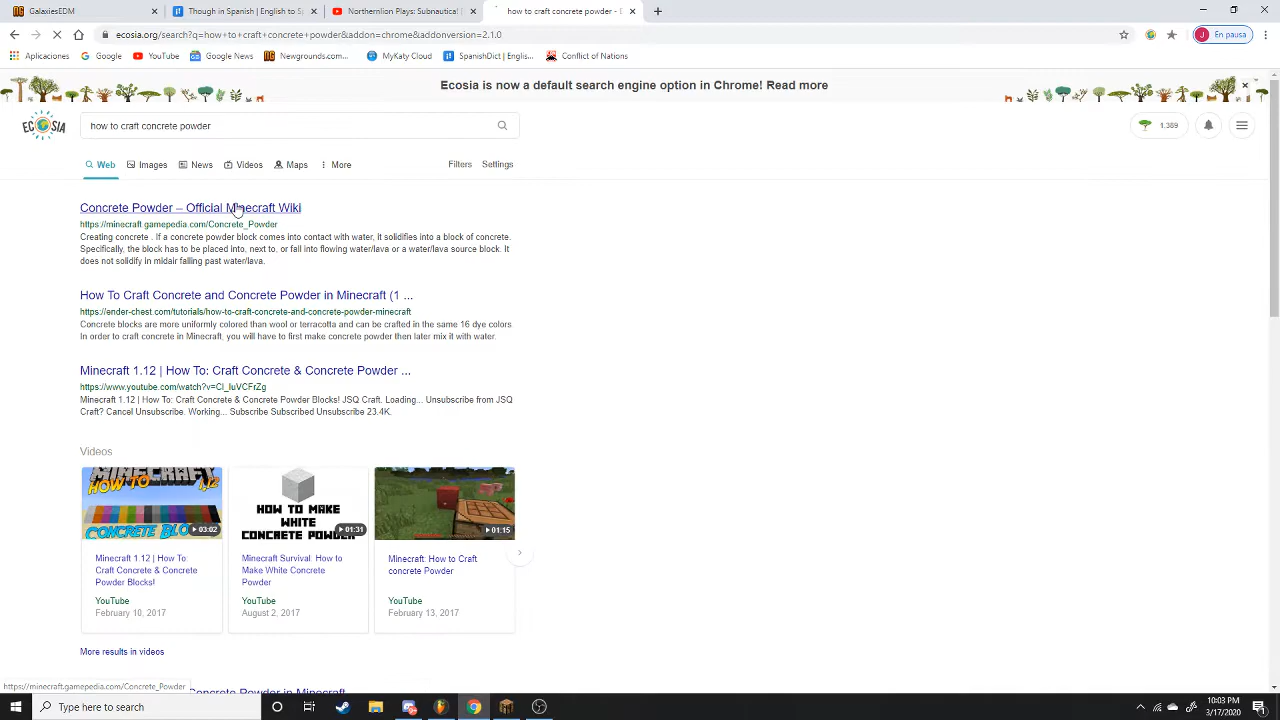 GalaxiesEDM
Though in Spanish | English to S
Northernlion Plays: Subnautica!
how to craft concrete powder - E
ecosia.org/search?q=how+to+craft+concrete+powder&addon=chrome&addonversion=2.1.0
J En pausa
Aplicaciones
Google
YouTube
Google News
Newgrounds.com...
MyKaty Cloud
SpanishDict | Englis...
Conflict of Nations
Ecosia is now a default search engine option in Chrome! Read more
ECOSIA
how to craft concrete powder
1,389
Web
Images
News
Videos
Maps
More
Filters
Settings
Concrete Powder – Official Minecraft Wiki
https://minecraft.gamepedia.com/Concrete_Powder
Creating concrete . If a concrete powder block comes into contact with water, it solidifies into a block of concrete.
Specifically, the block has to be placed into, next to, or fall into flowing water/lava or a water/lava source block. It
does not solidify in midair falling past water/lava.
How To Craft Concrete and Concrete Powder in Minecraft (1 ...
https://ender-chest.com/tutorials/how-to-craft-concrete-and-concrete-powder-minecraft
Concrete blocks are more uniformly colored than wool or terracotta and can be crafted in the same 16 dye colors.
In order to craft concrete in Minecraft, you will have to first make concrete powder then later mix it with water.
Minecraft 1.12 | How To: Craft Concrete & Concrete Powder ...
https://www.youtube.com/watch?v=CI_IuVCFrZg
Minecraft 1.12 | How To: Craft Concrete & Concrete Powder Blocks! JSQ Craft. Loading... Unsubscribe from JSQ
Craft? Cancel Unsubscribe. Working... Subscribe Subscribed Unsubscribe 23.4K.
Videos
MINECRAFT
HOW TO 1.12
CONCRETE BLO
03:02
HOW TO MAKE
WHITE
CONCRETE POWDER
01:31
01:15
Minecraft 1.12 | How To:
Craft Concrete & Concrete
Powder Blocks!
YouTube
February 10, 2017
Minecraft Survival: How to
Make White Concrete
Powder
YouTube
August 2, 2017
Minecraft: How to Craft
concrete Powder
YouTube
February 13, 2017
More results in videos
https://minecraft.gamepedia.com/Concrete_Powder
Concrete Powder in Minecraft
Type here to search
10:03 PM
3/17/2020